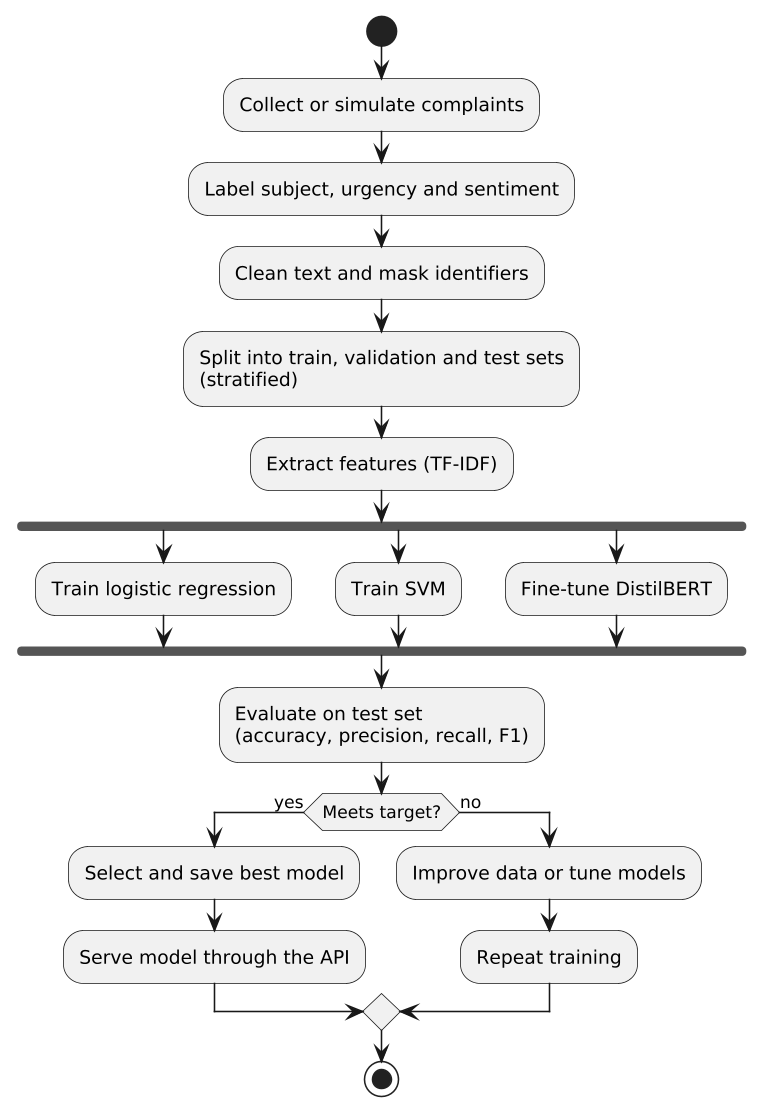 Collect or simulate complaints
Label subject, urgency and sentiment
Clean text and mask identifiers
Split into train, validation and test sets
(stratified)
Extract features (TF-IDF)
Train logistic regression
Train SVM
Fine-tune DistilBERT
Evaluate on test set
(accuracy, precision, recall, F1)
yes
Meets target?
no
Select and save best model
Improve data or tune models
Serve model through the API
Repeat training